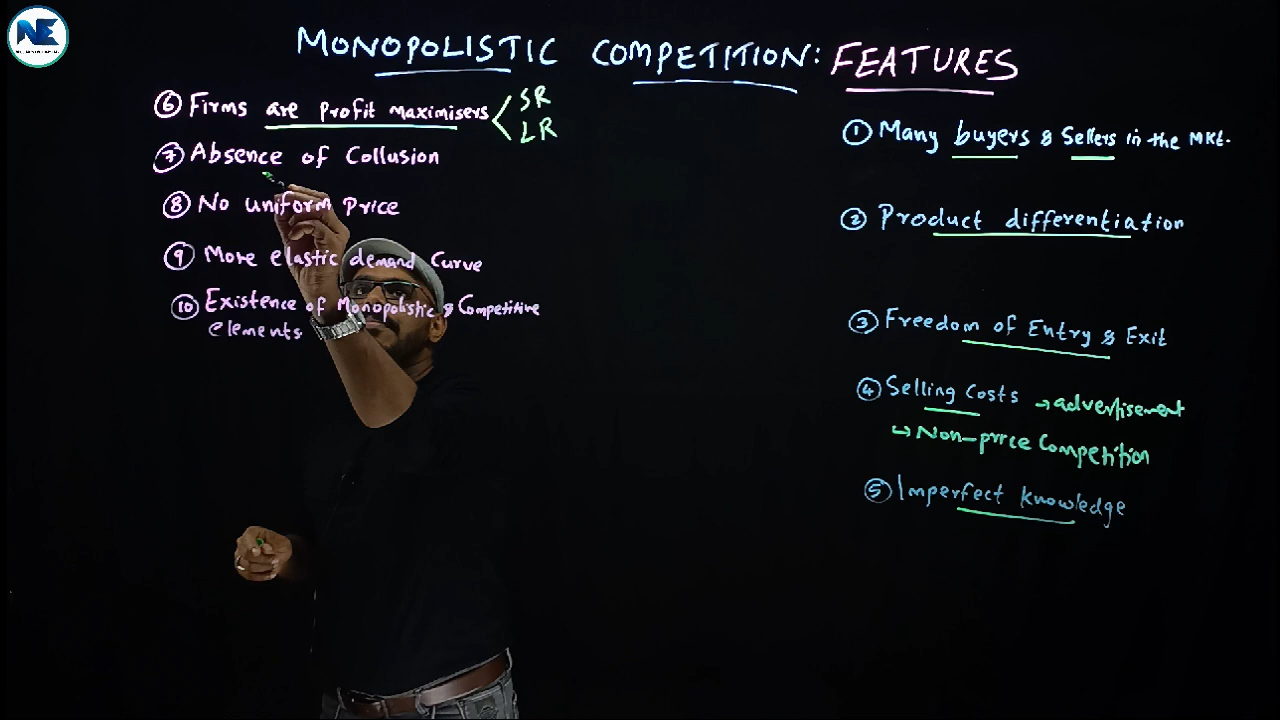 NE
MONOPOLISTIC COMPETITION: FEATURES
① Many buyers & Sellers in the MKt.
② Product differentiation
③ Freedom of Entry & Exit
④ Selling Costs → advertisement
↳ Non-price Competition
⑤ Imperfect knowledge
⑥ Firms are profit maximisers < SR
LR
⑦ Absence of Collusion
⑧ No uniform Price
⑨ More elastic demand Curve
⑩ Existence of Monopolistic & Competitive
elements